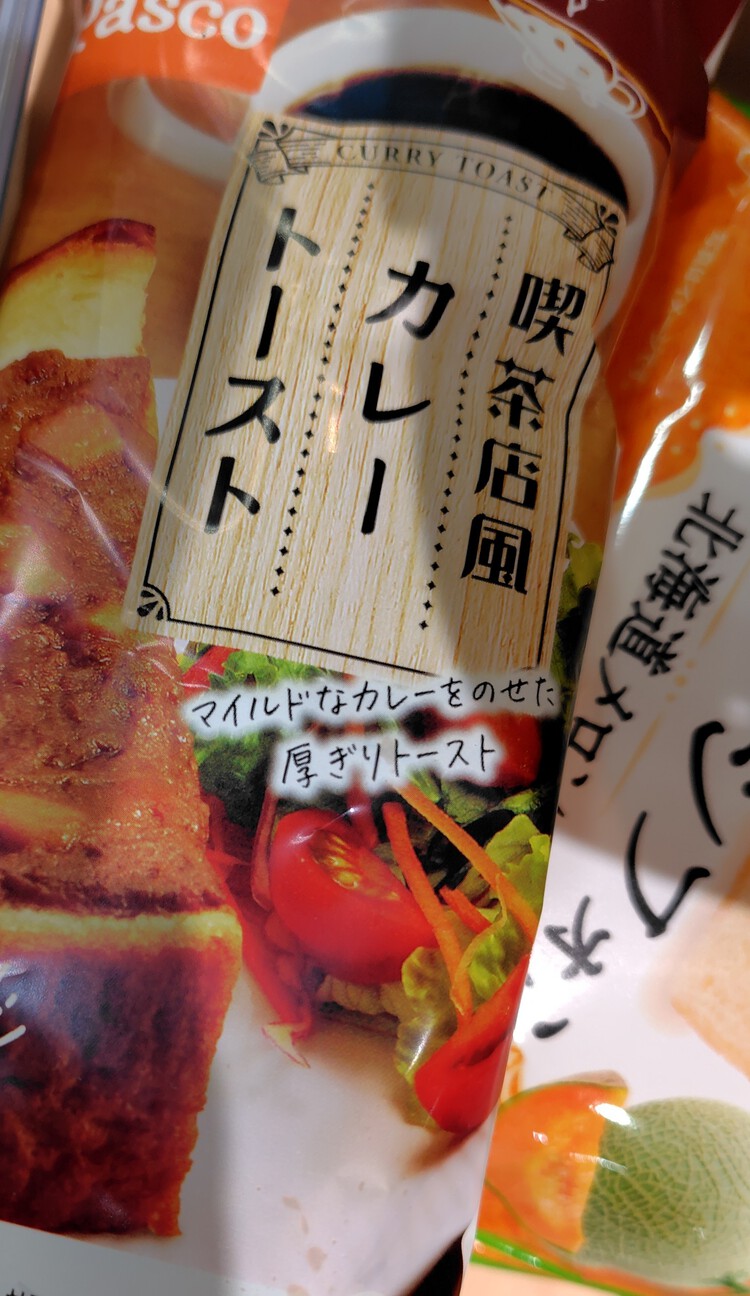 Pasco
CURRY TOAST
喫茶店風
カレー
トースト
マイルドなカレーをのせた
厚ぎりトースト
北海道メロン